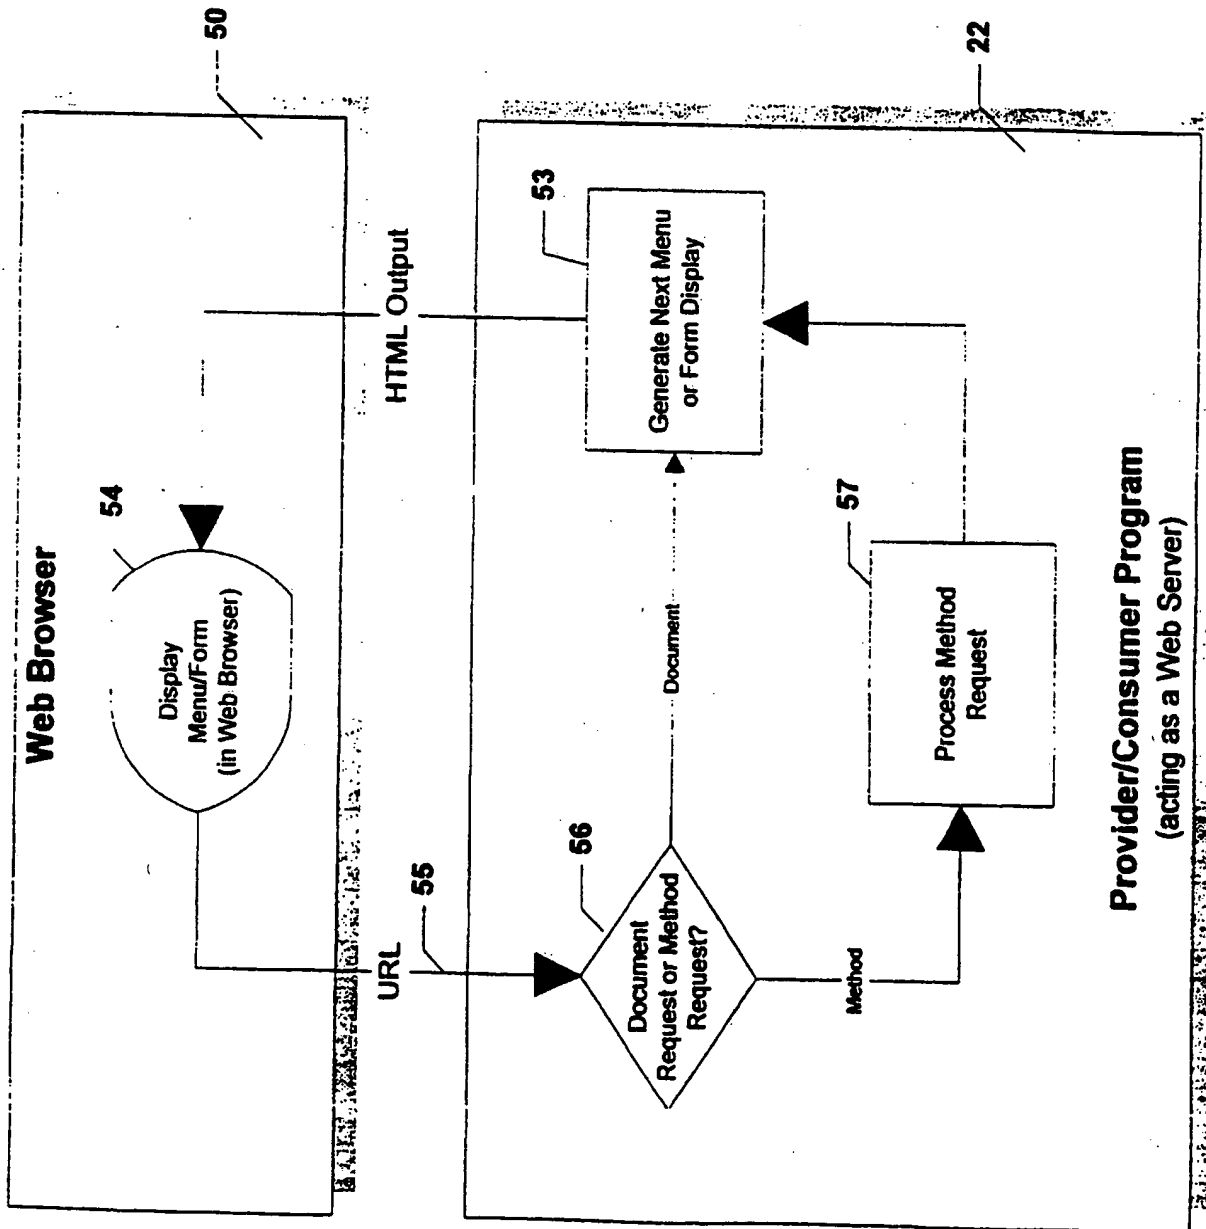 Web Browser
50
54
Display
Menu/Form
(in Web Browser)
URL
55
HTML Output
56
Document
Request or Method
Request?
Document
53
Generate Next Menu
or Form Display
Method
57
Process Method
Request
22
Provider/Consumer Program
(acting as a Web Server)